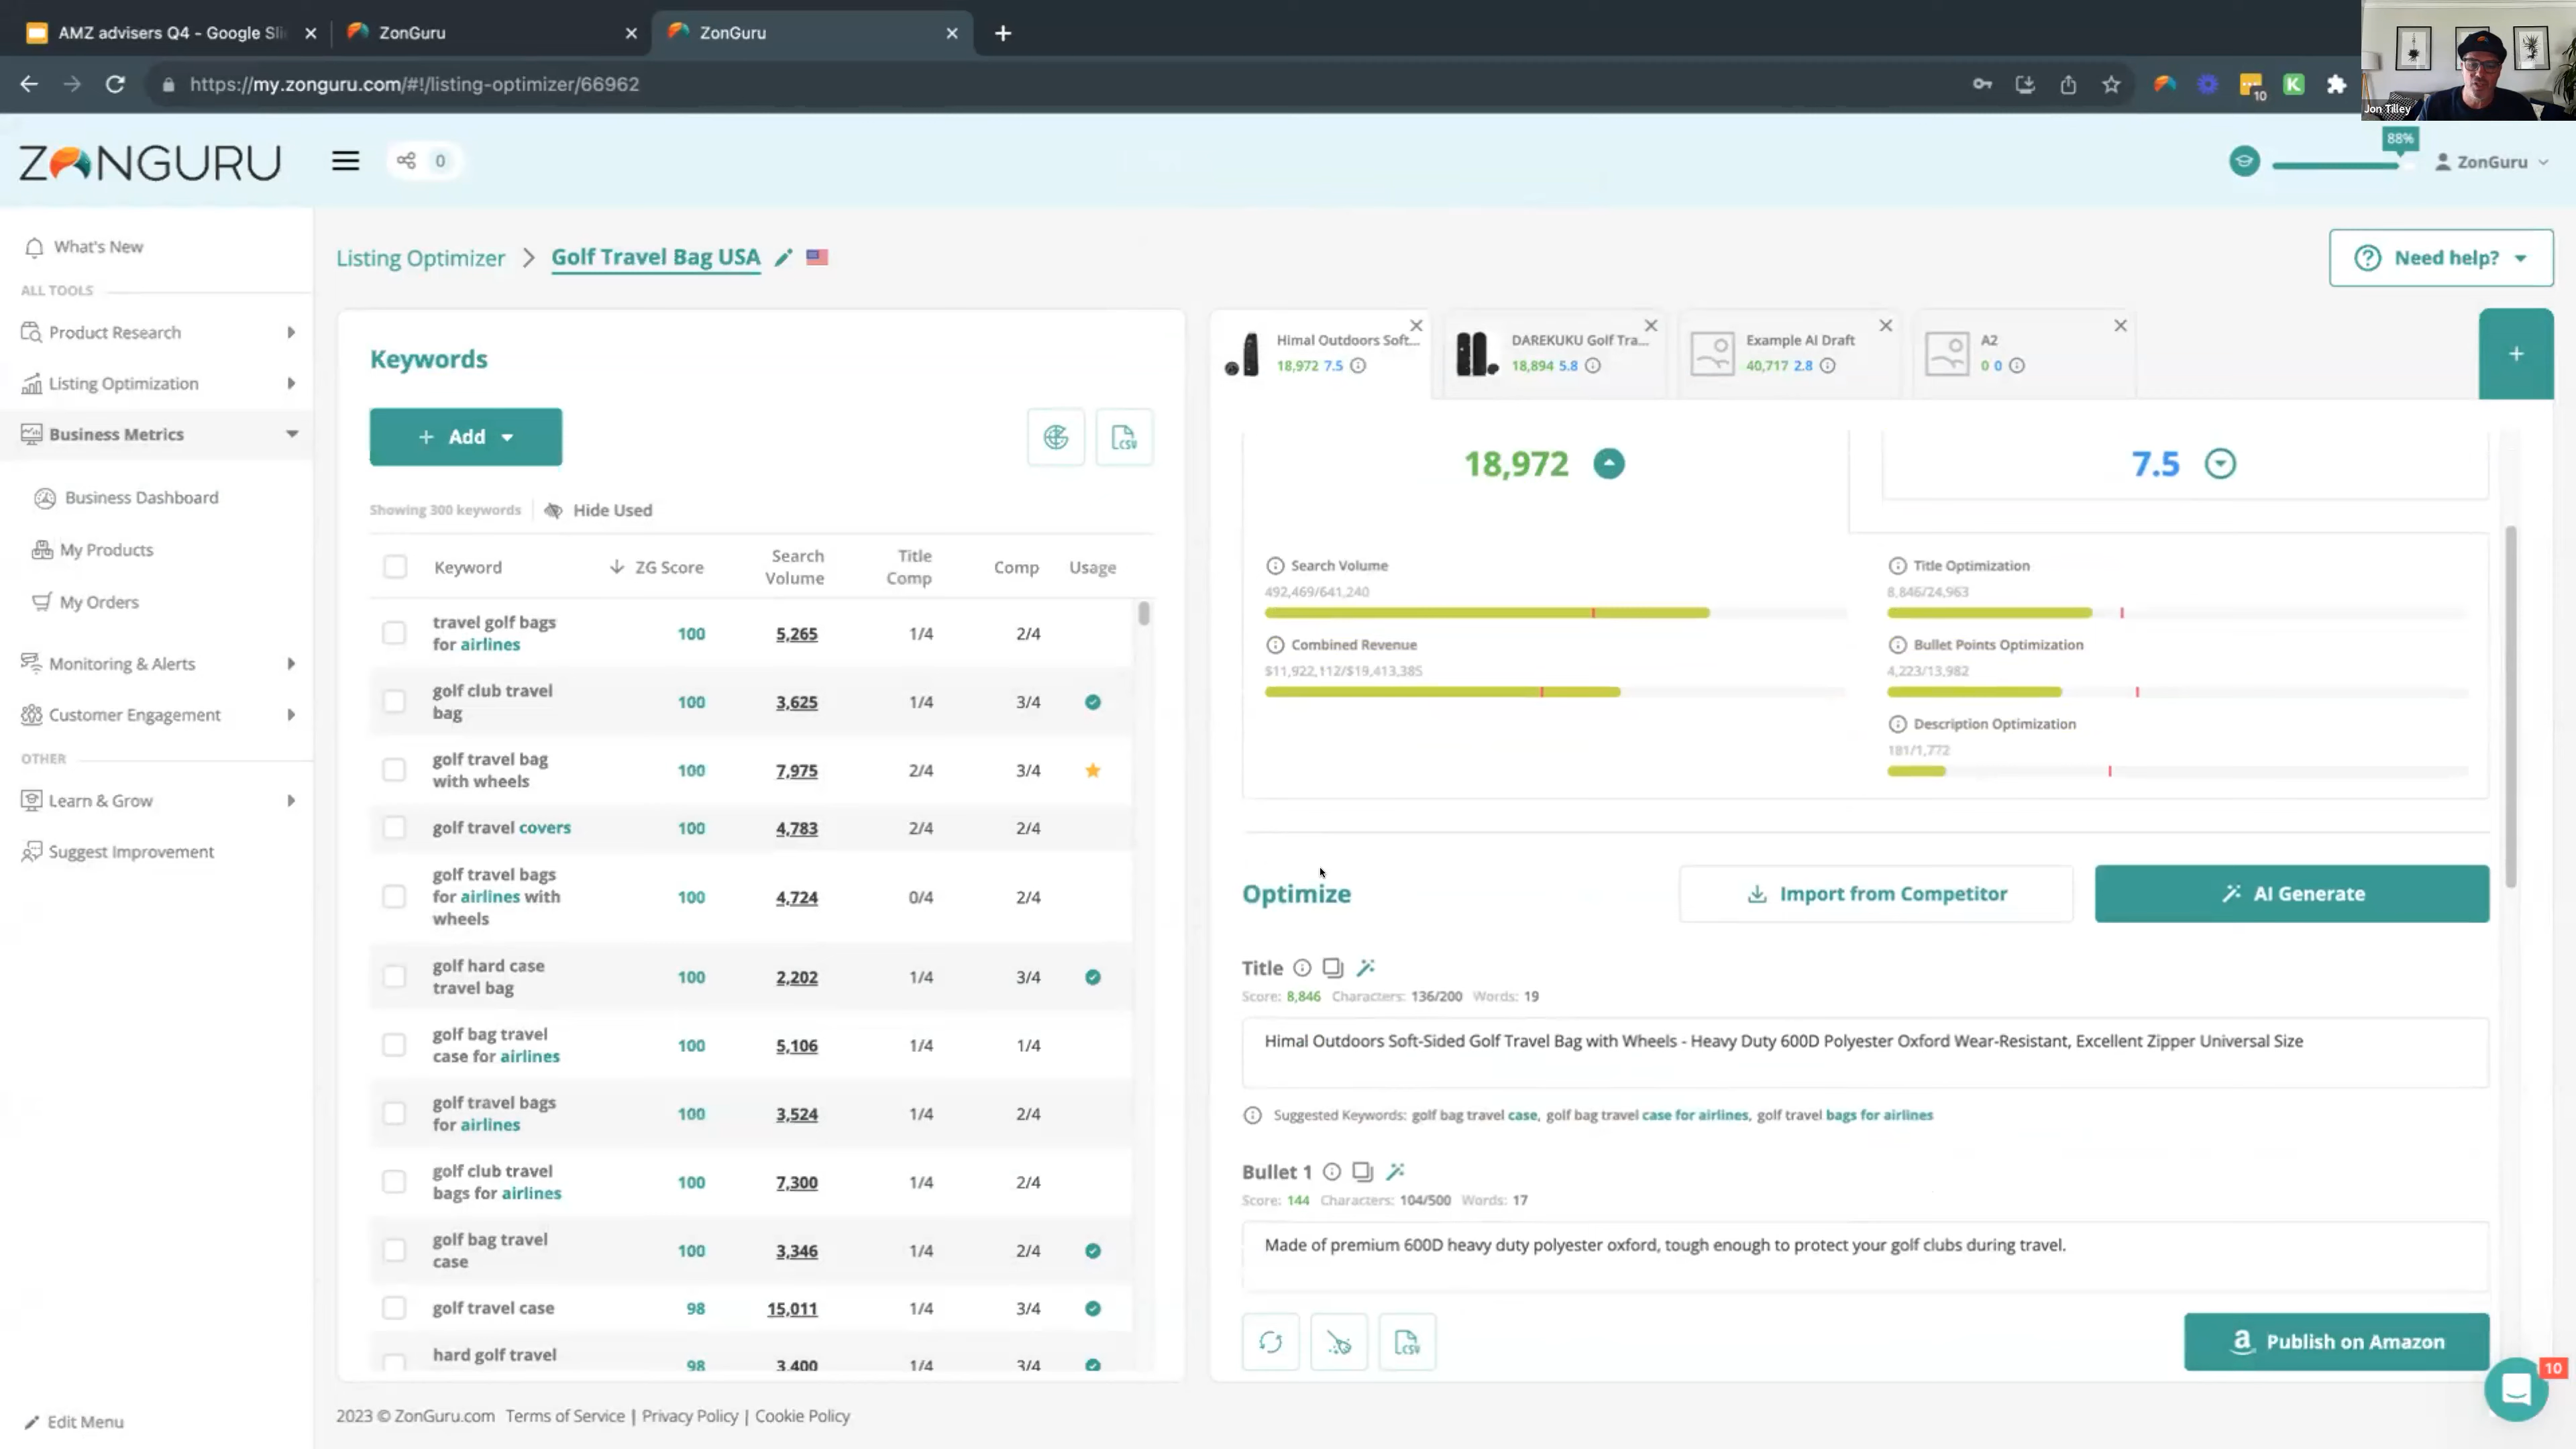 AMZ advisers Q4 - Google Sli
ZonGuru
ZonGuru
https://my.zonguru.com/#!/listing-optimizer/66962
10
Jon Tilley
ZONGURU
0
88%
ZonGuru
What's New
ALL TOOLS
Product Research
Listing Optimization
Business Metrics
Business Dashboard
My Products
My Orders
Monitoring & Alerts
Customer Engagement
OTHER
Learn & Grow
Suggest Improvement
Edit Menu
Listing Optimizer > Golf Travel Bag USA
Need help?
Keywords
+ Add
CSV
Showing 300 keywords
Hide Used
Keyword ZG Score Search Volume Title Comp Comp Usage
travel golf bags for airlines 100 5,265 1/4 2/4
golf club travel bag 100 3,625 1/4 3/4
golf travel bag with wheels 100 7,975 2/4 3/4
golf travel covers 100 4,783 2/4 2/4
golf travel bags for airlines with wheels 100 4,724 0/4 2/4
golf hard case travel bag 100 2,202 1/4 3/4
golf bag travel case for airlines 100 5,106 1/4 1/4
golf travel bags for airlines 100 3,524 1/4 2/4
golf club travel bags for airlines 100 7,300 1/4 2/4
golf bag travel case 100 3,346 1/4 2/4
golf travel case 98 15,011 1/4 3/4
hard golf travel 98 3,400 1/4 3/4
Himal Outdoors Soft...
18,972 7.5
DAREKUKU Golf Tra...
18,894 5.8
Example AI Draft
40,717 2.8
A2
0 0
+
18,972
7.5
Search Volume
492,469/641,240
Combined Revenue
$11,922,112/$19,413,385
Title Optimization
8,846/24,963
Bullet Points Optimization
4,223/13,982
Description Optimization
181/1,772
Optimize
Import from Competitor
AI Generate
Title
Score: 8,846 Characters: 136/200 Words: 19
Himal Outdoors Soft-Sided Golf Travel Bag with Wheels - Heavy Duty 600D Polyester Oxford Wear-Resistant, Excellent Zipper Universal Size
Suggested Keywords: golf bag travel case, golf bag travel case for airlines, golf travel bags for airlines
Bullet 1
Score: 144 Characters: 104/500 Words: 17
Made of premium 600D heavy duty polyester oxford, tough enough to protect your golf clubs during travel.
CSV
Publish on Amazon
10
2023 © ZonGuru.com Terms of Service | Privacy Policy | Cookie Policy